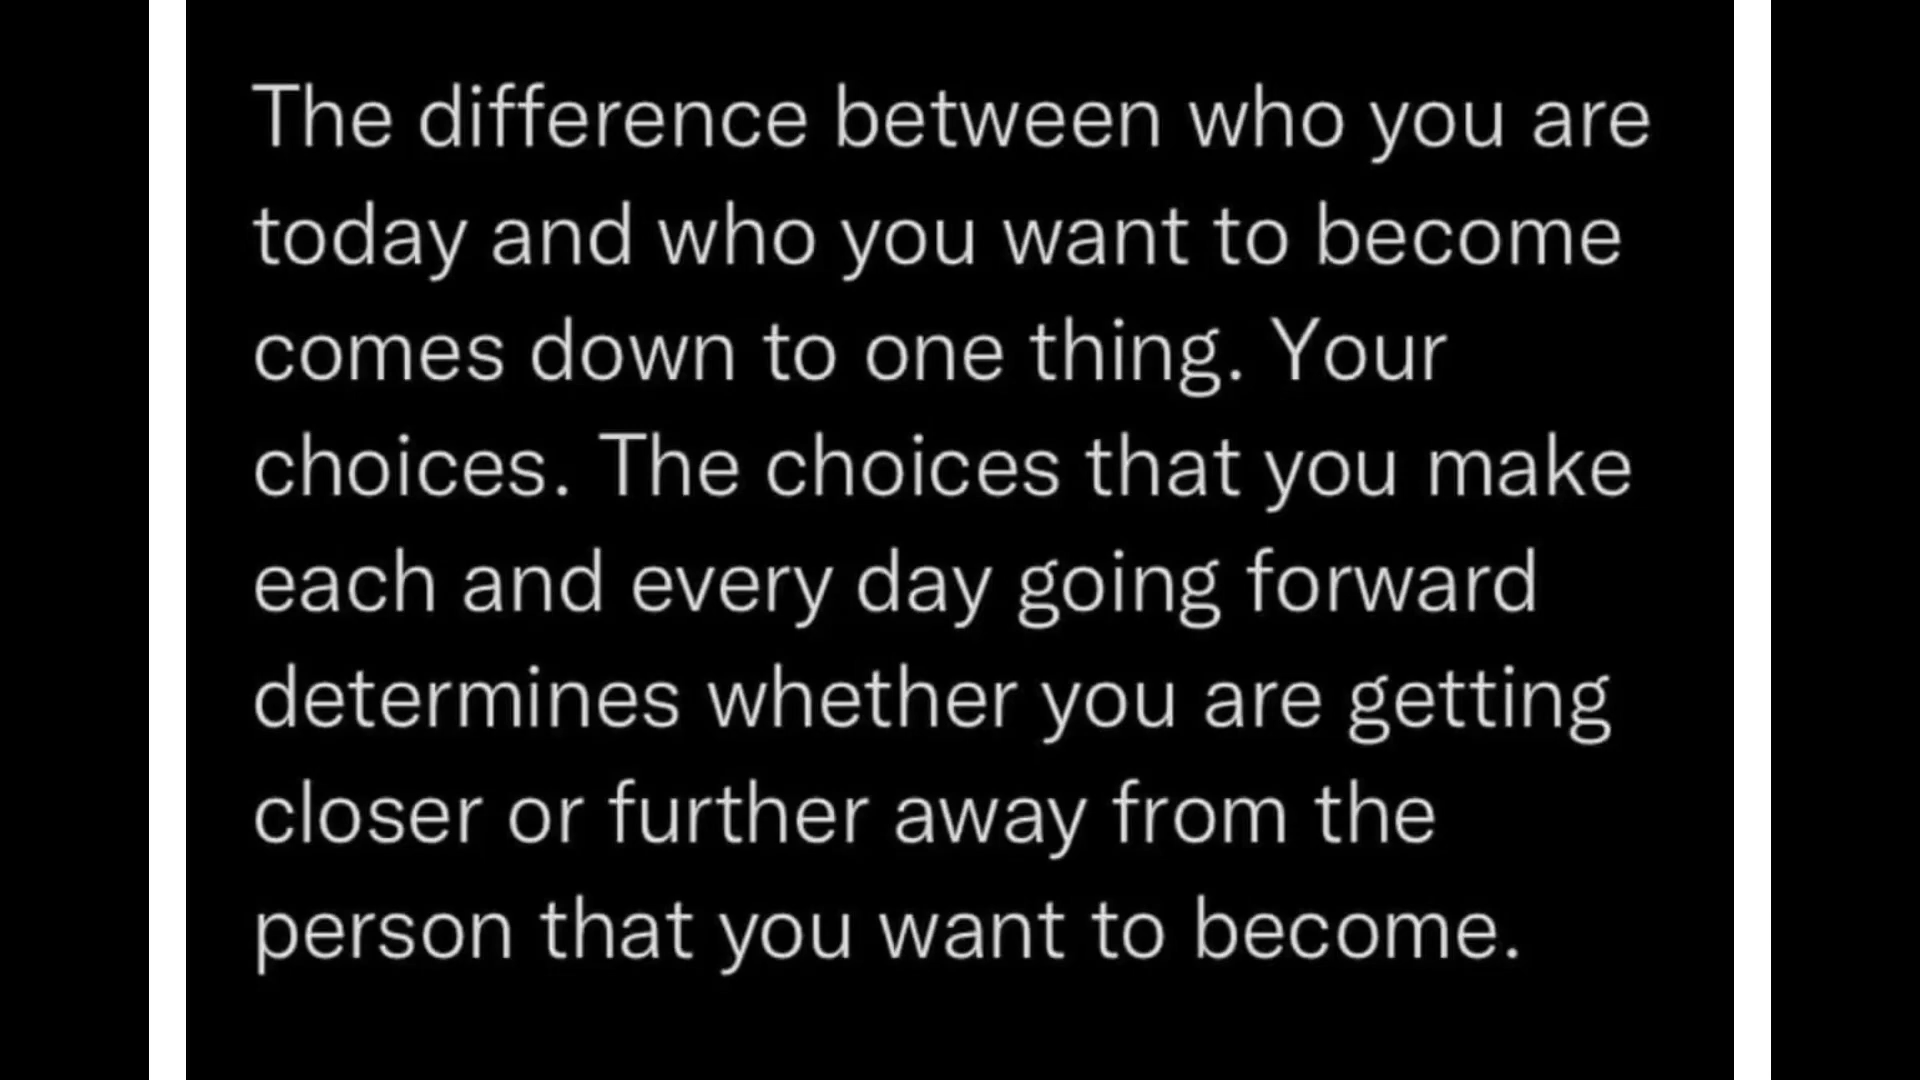 The difference between who you are
today and who you want to become
comes down to one thing. Your
choices. The choices that you make
each and every day going forward
determines whether you are getting
closer or further away from the
person that you want to become.